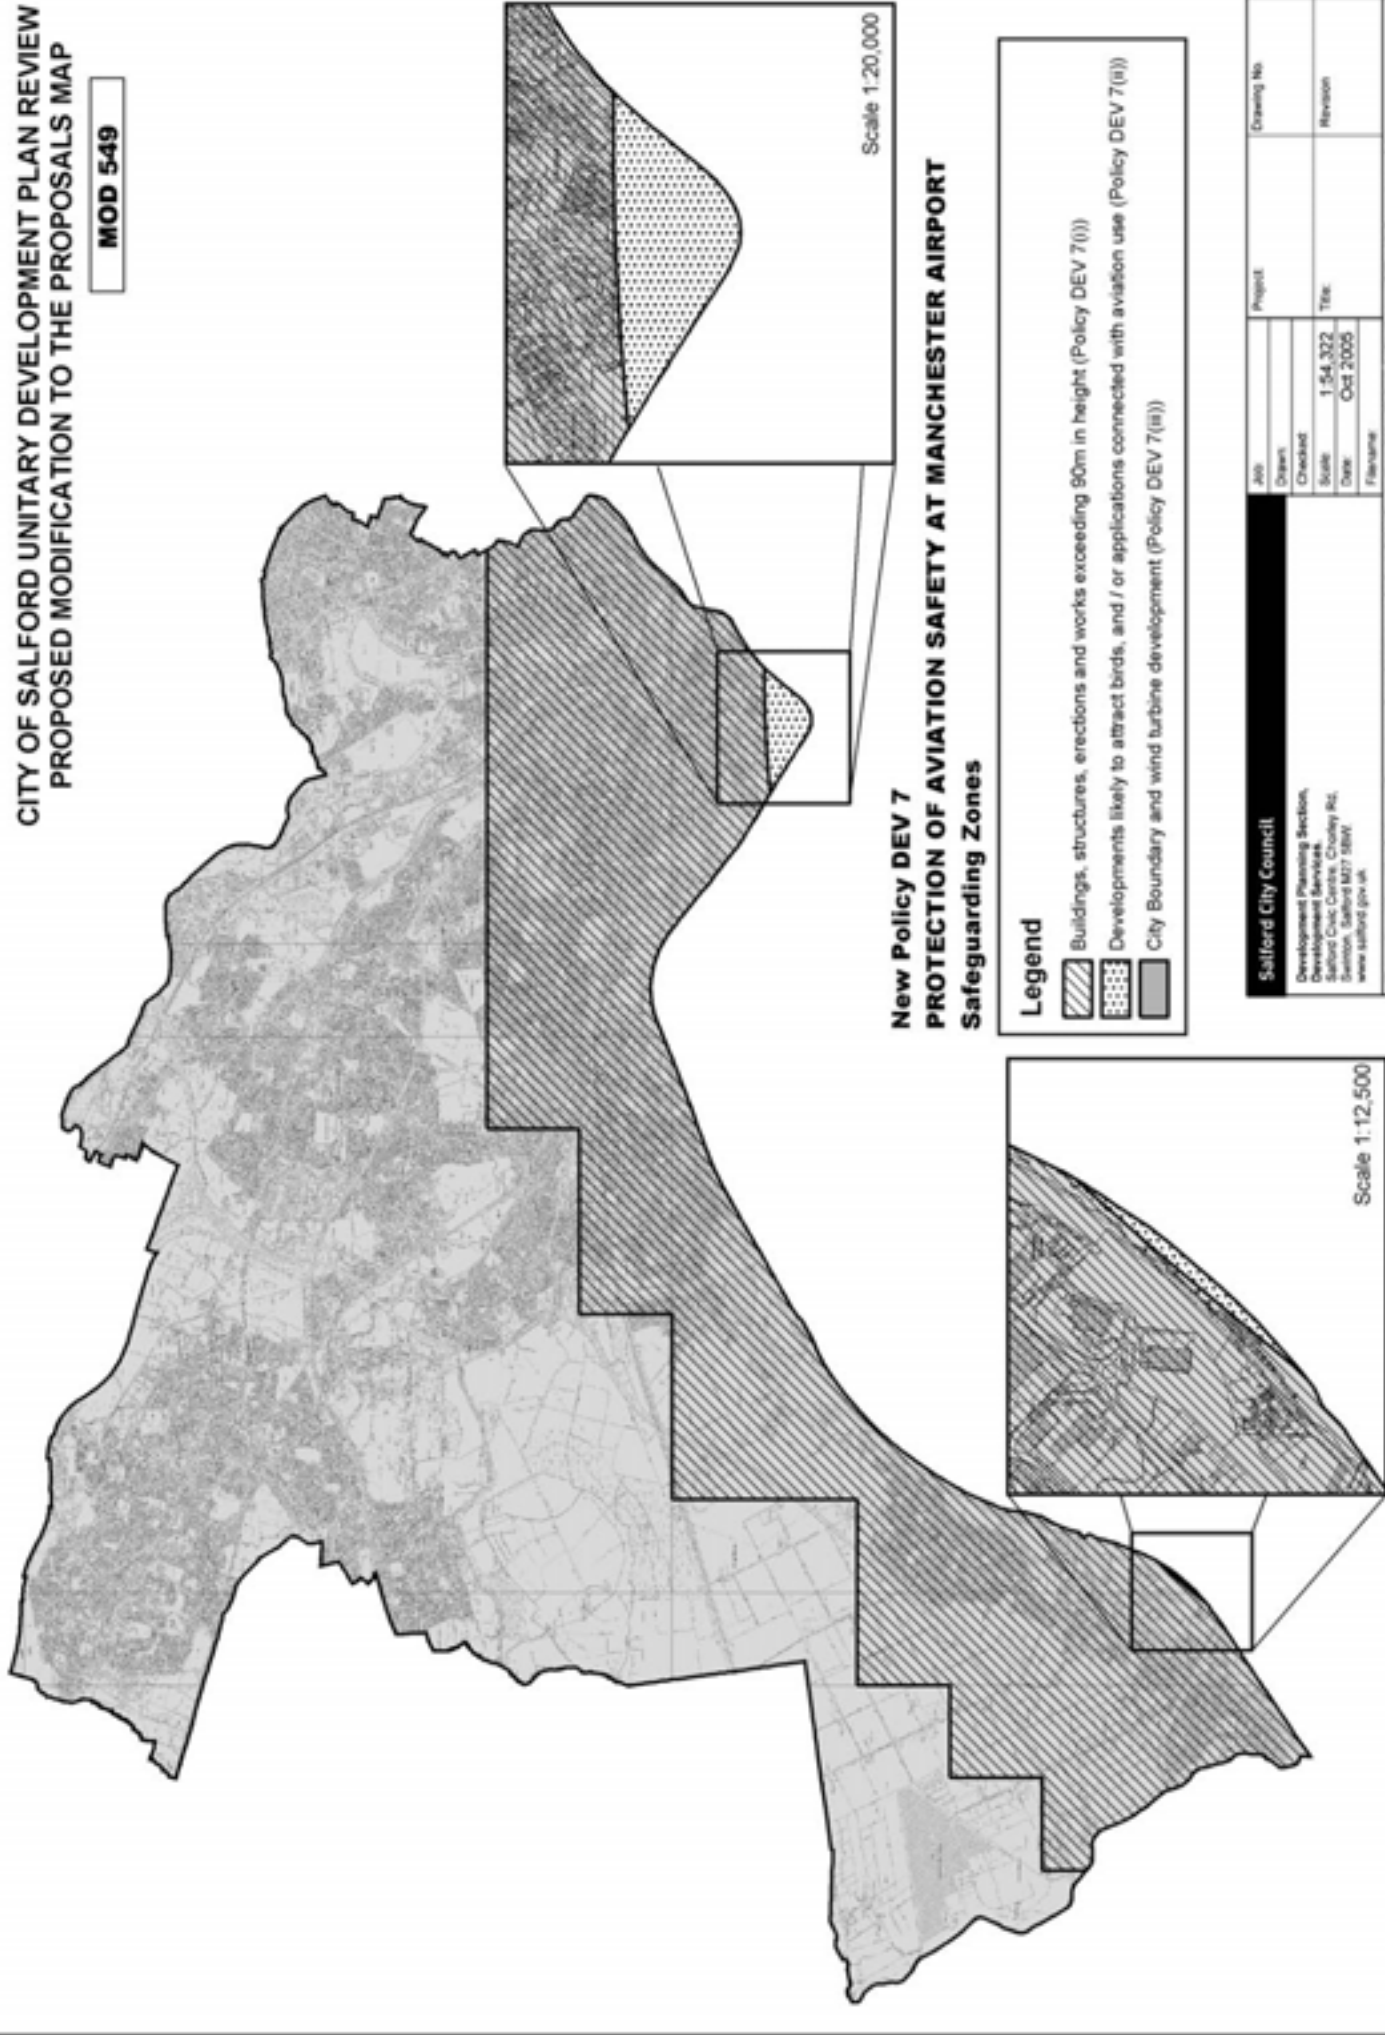 CITY OF SALFORD UNITARY DEVELOPMENT PLAN REVIEW
PROPOSED MODIFICATION TO THE PROPOSALS MAP
MOD 549
Scale 1:20,000
New Policy DEV 7
PROTECTION OF AVIATION SAFETY AT MANCHESTER AIRPORT
Safeguarding Zones
Legend
Buildings, structures, erections and works exceeding 90m in height (Policy DEV 7(i))
Developments likely to attract birds, and / or applications connected with aviation use (Policy DEV 7(ii))
City Boundary and wind turbine development (Policy DEV 7(iii))
Scale 1:12,500
Salford City Council
Development Planning Section,
Development Services,
Salford Civic Centre, Chorley Rd,
Swinton, Salford M27 5BW.
www.salford.gov.uk
Job:
Drawn:
Checked:
Scale: 1:54,322
Date: Oct 2005
Filename:
Project:
Title:
Drawing No.
Revision